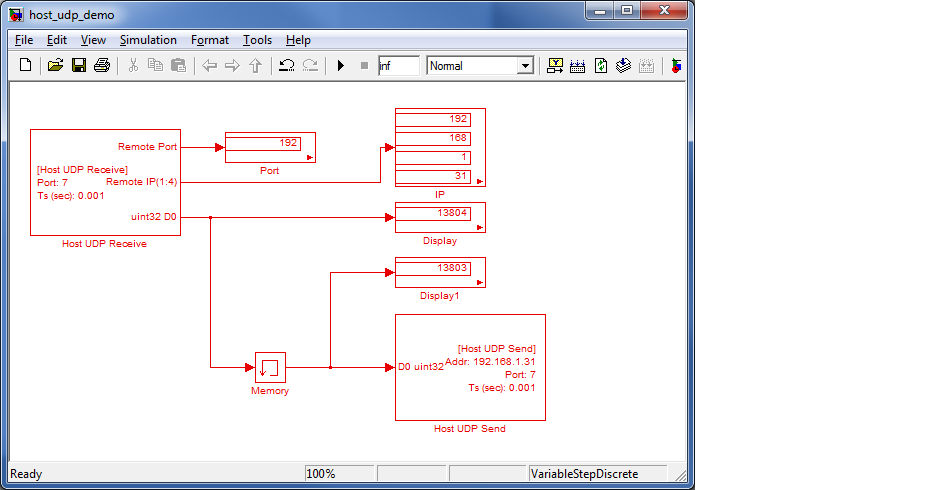 host_udp_demo
File Edit View Simulation Format Tools Help
inf Normal
Remote Port
[Host UDP Receive]
Port: 7
Remote IP(1:4)
Ts (sec): 0.001
uint32 D0
Host UDP Receive
192
Port
192
168
1
31
IP
13804
Display
13803
Display1
Memory
[Host UDP Send]
Addr: 192.168.1.31
D0 uint32
Port: 7
Ts (sec): 0.001
Host UDP Send
Ready 100% VariableStepDiscrete